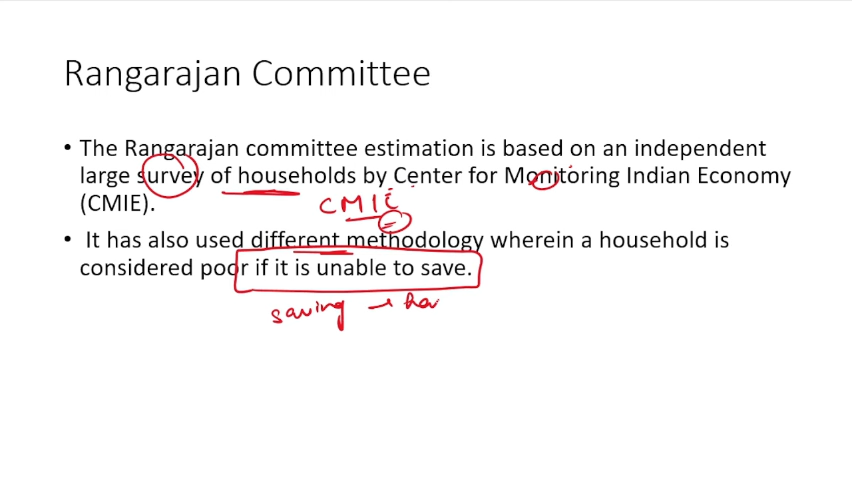 Rangarajan Committee
• The Rangarajan committee estimation is based on an independent
large survey of households by Center for Monitoring Indian Economy
(CMIE).
CMIE
• It has also used different methodology wherein a household is
considered poor if it is unable to save.
saving → ha